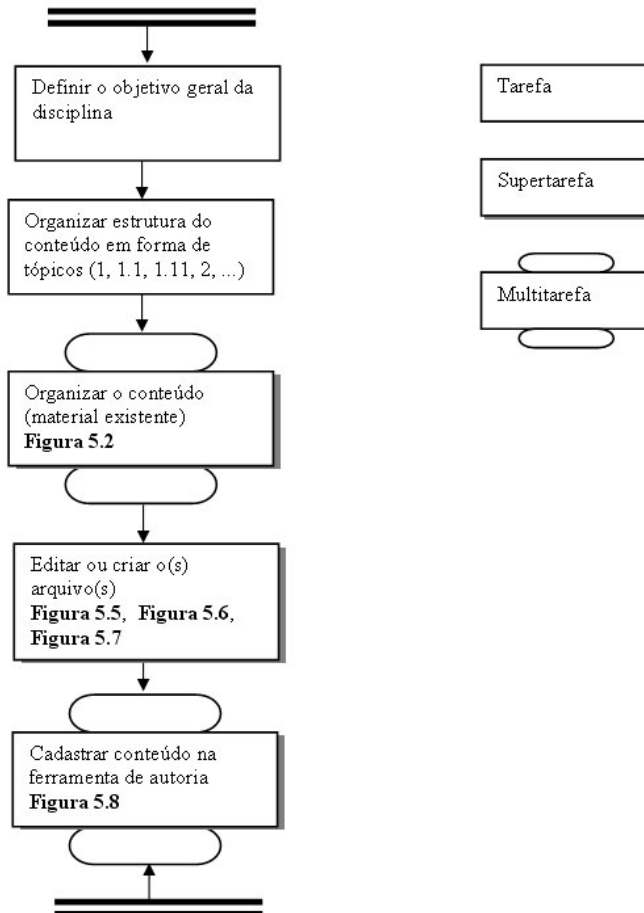 Definir o objetivo geral da
disciplina
Organizar estrutura do
conteúdo em forma de
tópicos (1, 1.1, 1.11, 2, ...)
Organizar o conteúdo
(material existente)
Figura 5.2
Editar ou criar o(s)
arquivo(s)
Figura 5.5, Figura 5.6,
Figura 5.7
Cadastrar conteúdo na
ferramenta de autoria
Figura 5.8
Tarefa
Supertarefa
Multitarefa